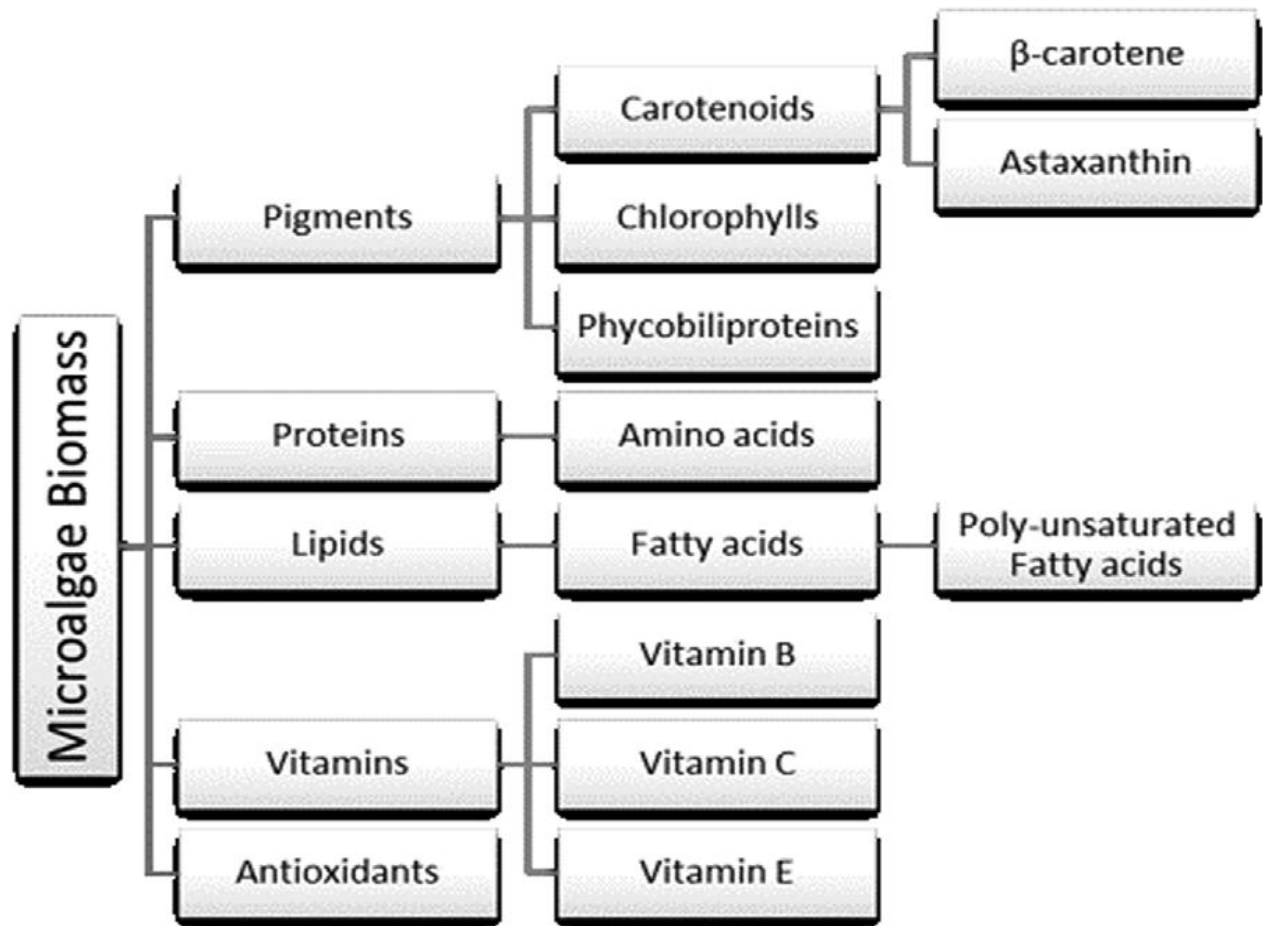 Microalgae Biomass
Pigments
Carotenoids
β-carotene
Astaxanthin
Chlorophylls
Phycobiliproteins
Proteins
Amino acids
Lipids
Fatty acids
Poly-unsaturated
Fatty acids
Vitamins
Vitamin B
Vitamin C
Vitamin E
Antioxidants